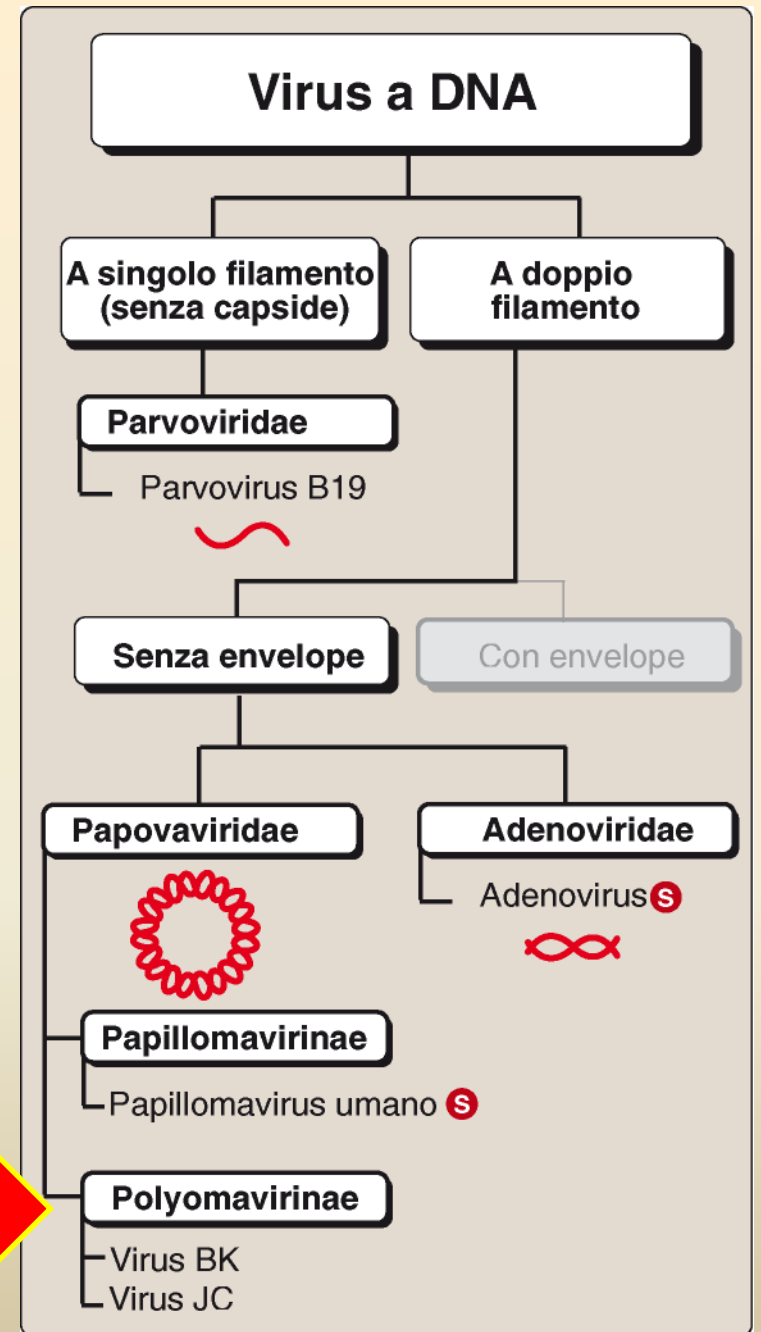 Virus a DNA
A singolo filamento
(senza capside)
A doppio
filamento
Parvoviridae
Parvovirus B19
Senza envelope
Con envelope
Papovaviridae
Adenoviridae
Adenovirus S
Papillomavirinae
Papillomavirus umano S
Polyomavirinae
Virus BK
Virus JC